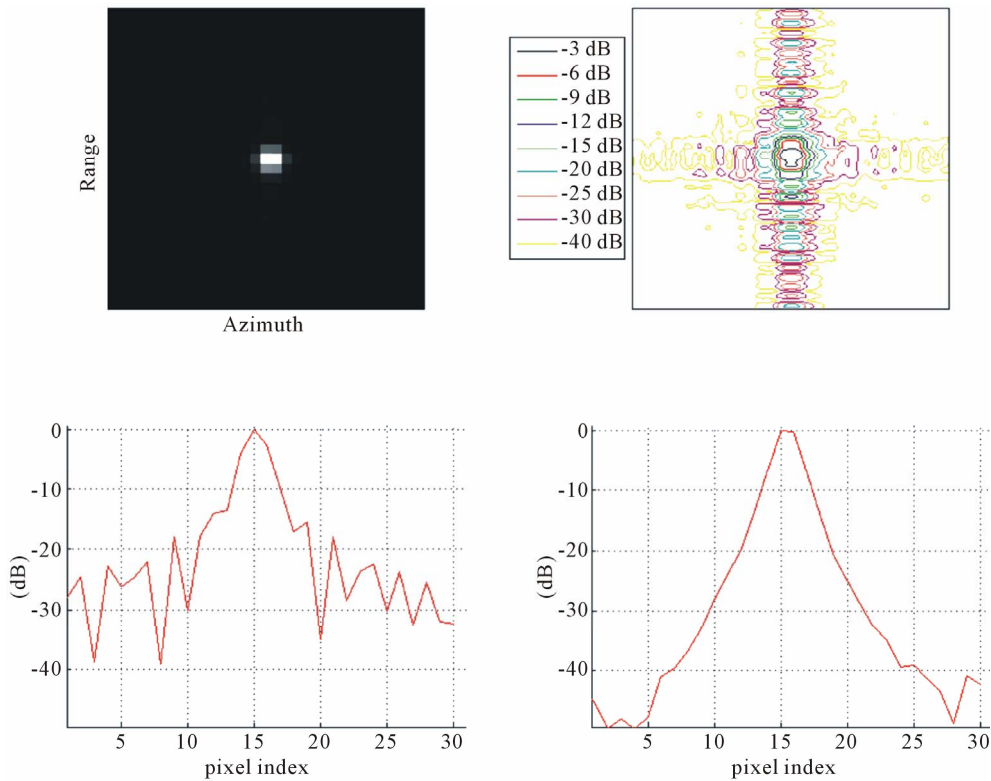 Range
Azimuth
-3 dB
-6 dB
-9 dB
-12 dB
-15 dB
-20 dB
-25 dB
-30 dB
-40 dB
0
-10
-20
-30
-40
(dB)
5 10 15 20 25 30
pixel index
0
-10
-20
-30
-40
(dB)
5 10 15 20 25 30
pixel index